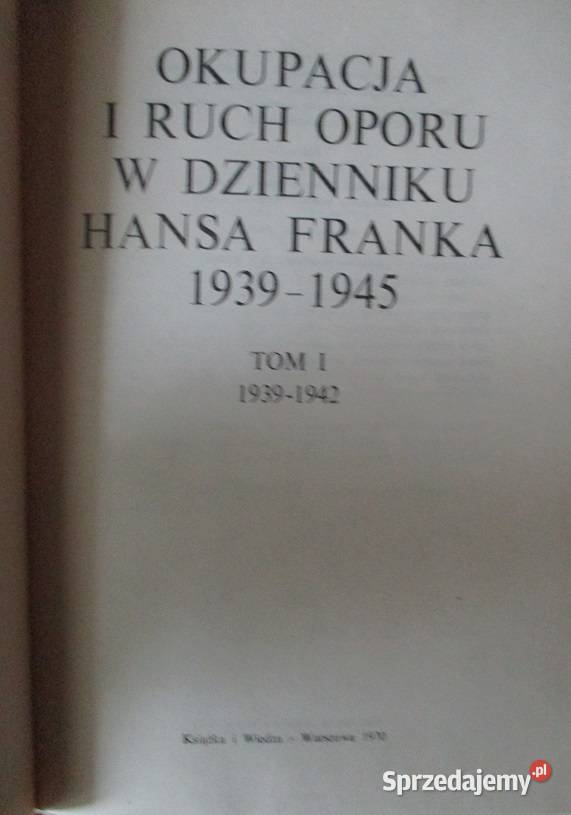 OKUPACJA
I RUCH OPORU
W DZIENNIKU
HANSA FRANKA
1939-1945
TOM I
1939-1942
Książka i Wiedza - Warszawa 1970
Sprzedajemy.pl